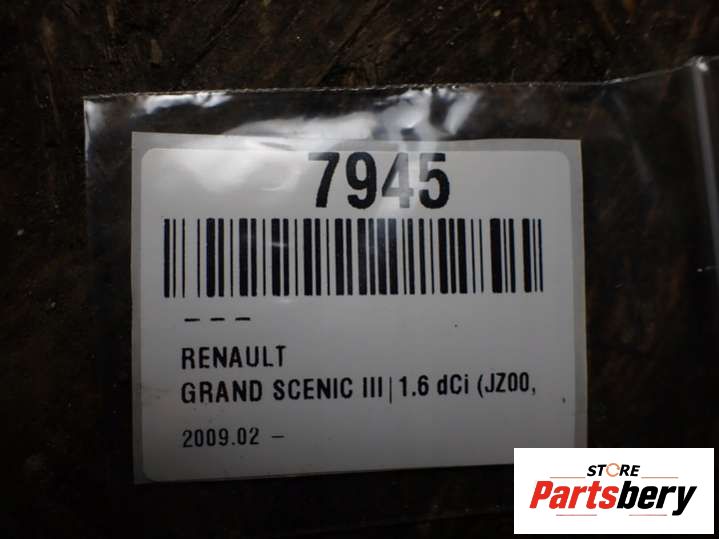 7945
– – –
RENAULT
GRAND SCENIC III|1.6 dCi (JZ00,
2009.02 –
STORE
Partsbery